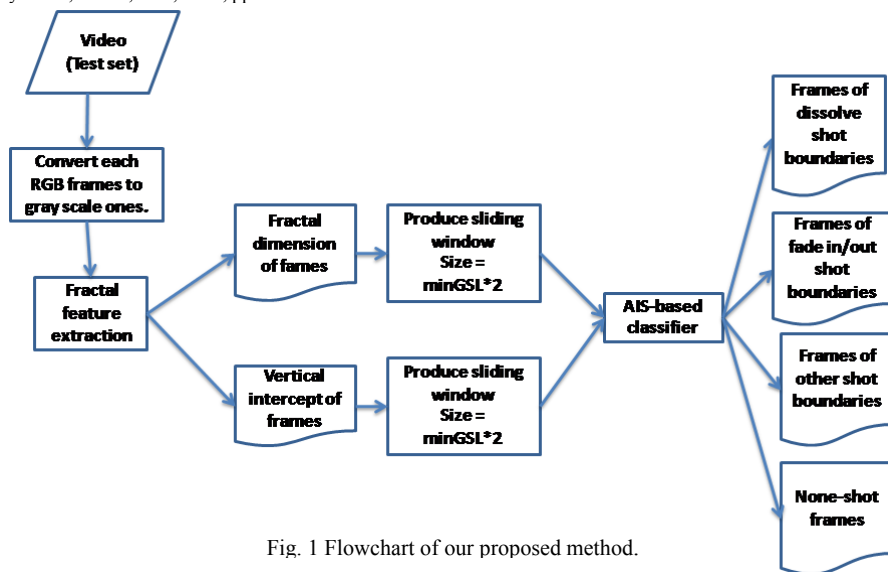 Video
(Test set)
Convert each
RGB frames to
gray scale ones.
Fractal
feature
extraction
Fractal
dimension
of fames
Vertical
intercept of
frames
Produce sliding
window
Size =
minGSL*2
Produce sliding
window
Size =
minGSL*2
AIS-based
classifier
Frames of
dissolve
shot
boundaries
Frames of
fade in/out
shot
boundaries
Frames of
other shot
boundaries
None-shot
frames
Fig. 1 Flowchart of our proposed method.